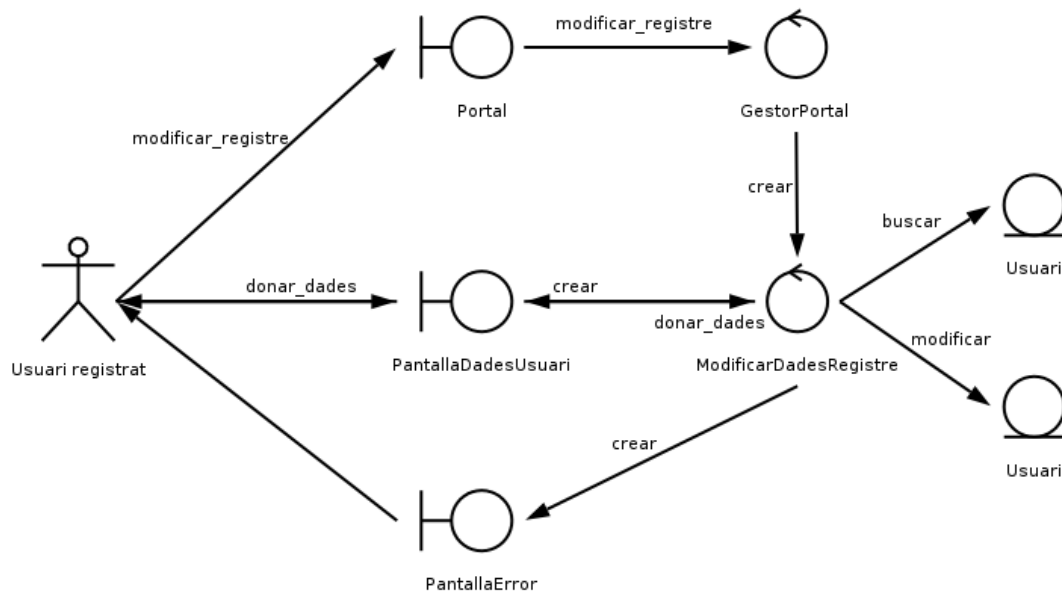 modificar_registre
Portal
GestorPortal
modificar_registre
crear
buscar
Usuari
donar_dades
crear
donar_dades
modificar
Usuari registrat
PantallaDadesUsuari
ModificarDadesRegistre
crear
Usuari
PantallaError